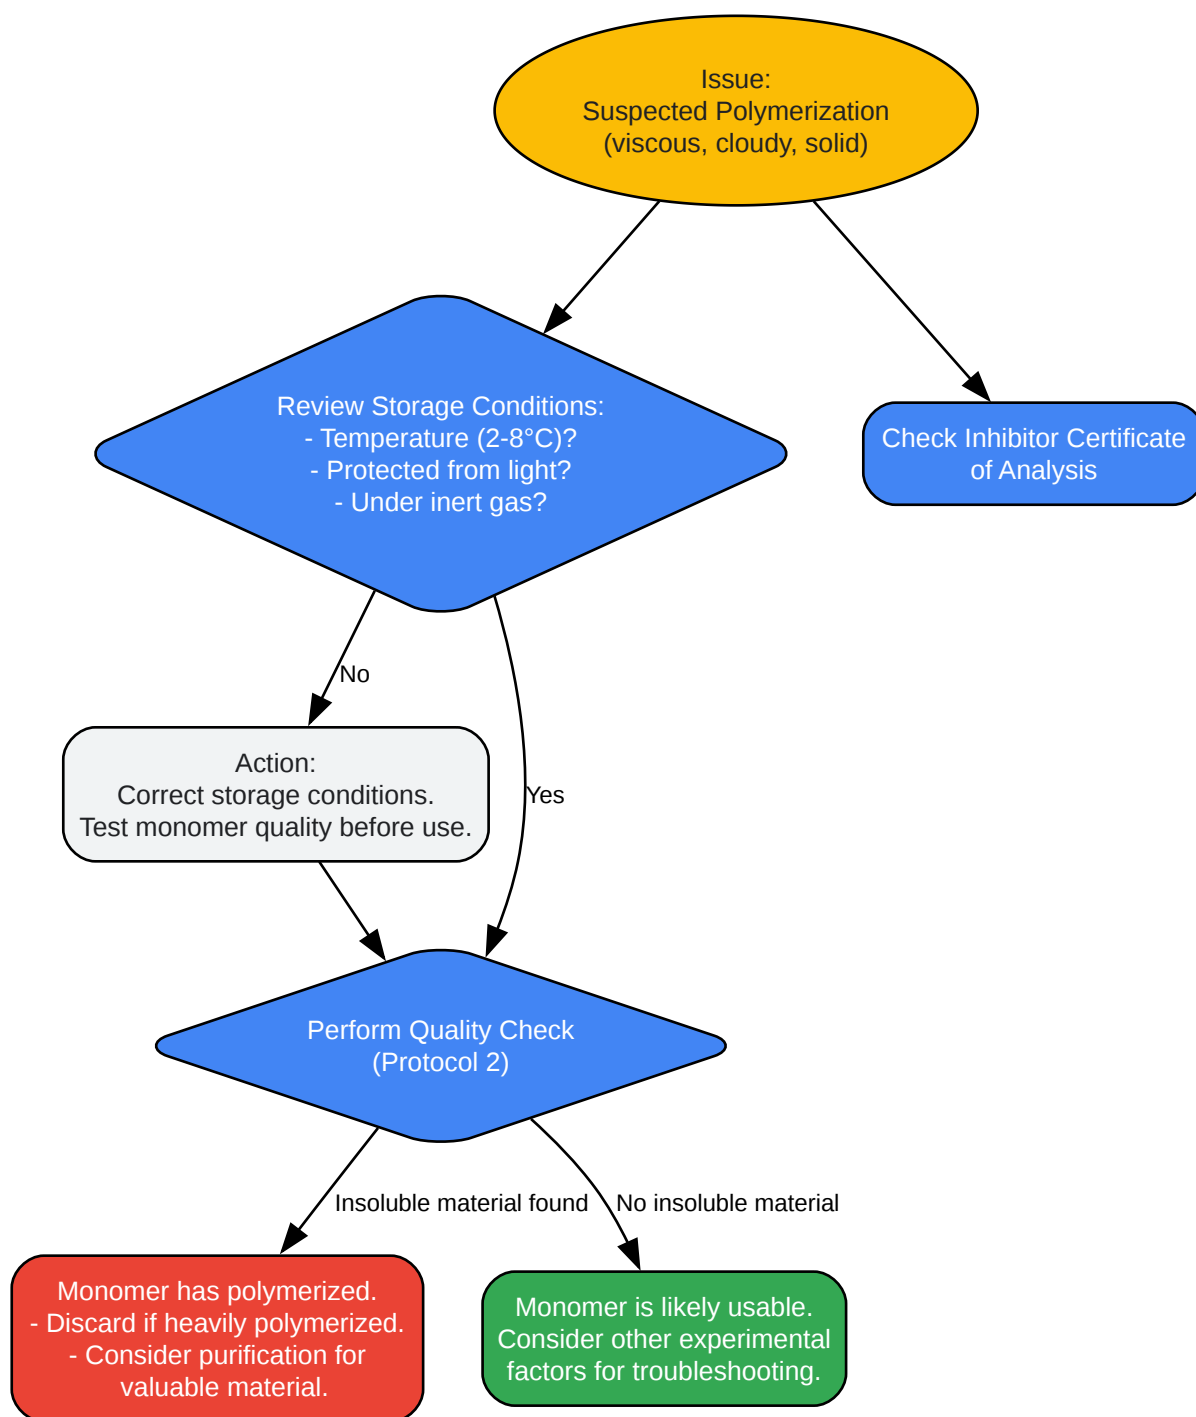 Issue:
Suspected Polymerization
(viscous, cloudy, solid)
Review Storage Conditions:
- Temperature (2-8°C)?
- Protected from light?
- Under inert gas?
Check Inhibitor Certificate
of Analysis
No
Action:
Correct storage conditions.
Test monomer quality before use.
Yes
Perform Quality Check
(Protocol 2)
Insoluble material found
No insoluble material
Monomer has polymerized.
- Discard if heavily polymerized.
- Consider purification for
valuable material.
Monomer is likely usable.
Consider other experimental
factors for troubleshooting.